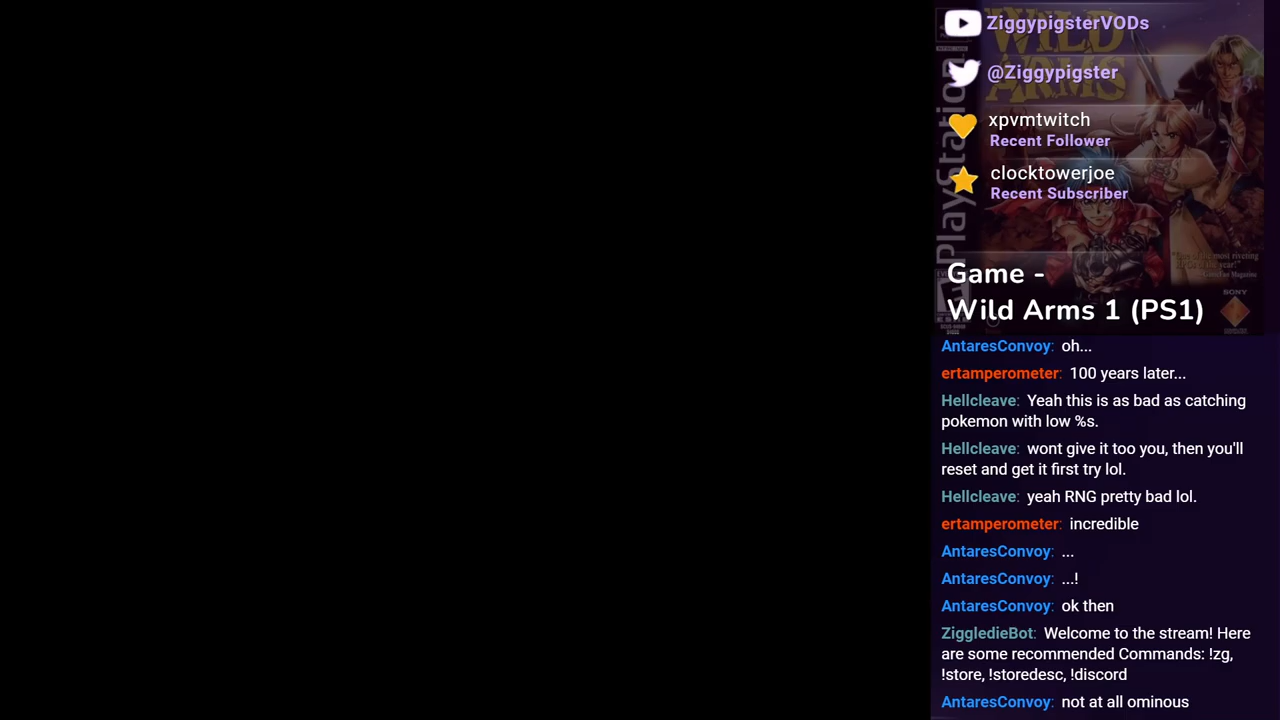 ZiggypigsterVODs
@Ziggypigster
xpvmtwitch
Recent Follower
clocktowerjoe
Recent Subscriber
WILD
ARMS
PlayStation
SONY
Game -
Wild Arms 1 (PS1)
AntaresConvoy: oh...
ertamperometer: 100 years later...
Hellcleave: Yeah this is as bad as catching
pokemon with low %s.
Hellcleave: wont give it too you, then you'll
reset and get it first try lol.
Hellcleave: yeah RNG pretty bad lol.
ertamperometer: incredible
AntaresConvoy: ...
AntaresConvoy: ...!
AntaresConvoy: ok then
ZiggledieBot: Welcome to the stream! Here
are some recommended Commands: !zg,
!store, !storedesc, !discord
AntaresConvoy: not at all ominous